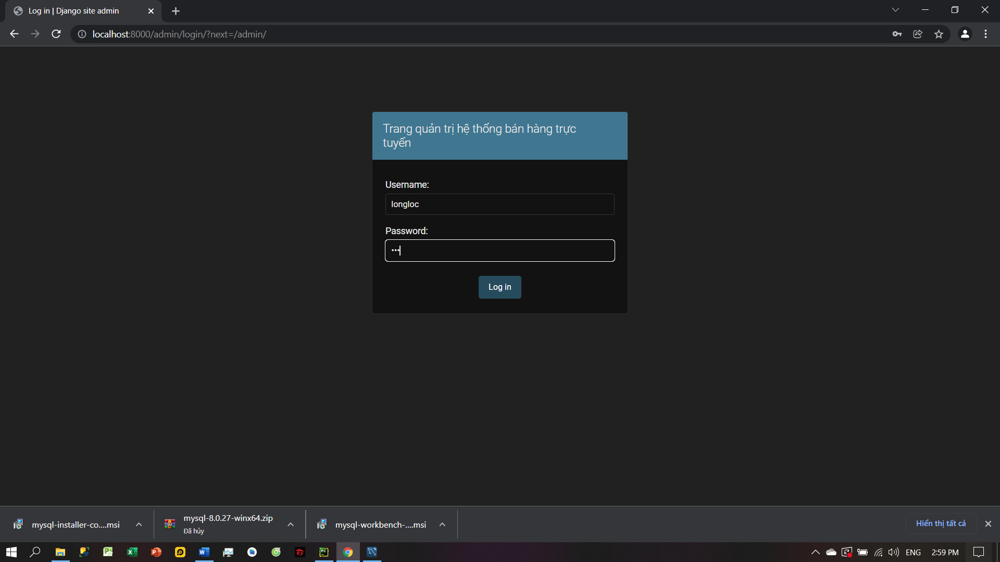 Log in | Django site admin
localhost:8000/admin/login/?next=/admin/
Trang quản trị hệ thống bán hàng trực
tuyến
Username:
longloc
Password:
•••
Log in
mysql-installer-co....msi
mysql-8.0.27-winx64.zip
Đã hủy
mysql-workbench-....msi
Hiển thị tất cả
ENG
2:59 PM